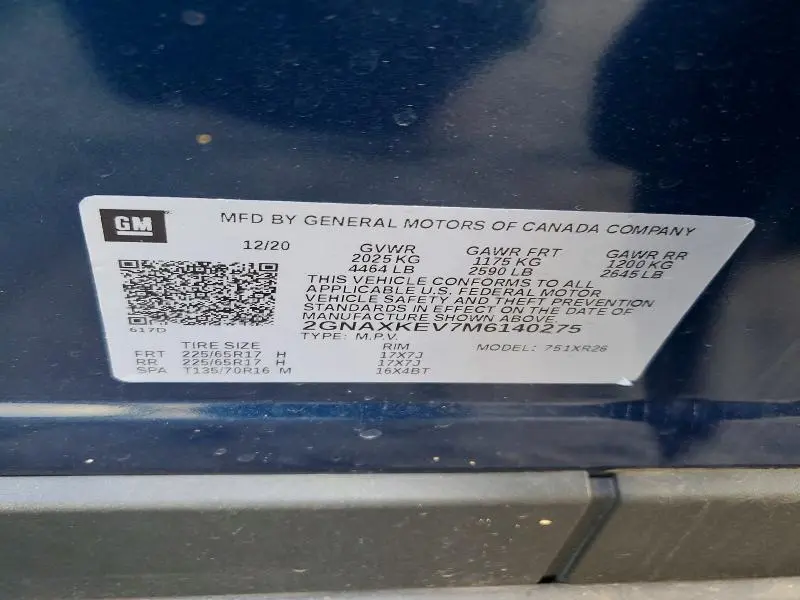 GM
MFD BY GENERAL MOTORS OF CANADA COMPANY
12/20 GVWR GAWR FRT GAWR RR
2025 KG 1175 KG 1200 KG
4464 LB 2590 LB 2645 LB
THIS VEHICLE CONFORMS TO ALL
APPLICABLE U.S. FEDERAL MOTOR
VEHICLE SAFETY AND THEFT PREVENTION
STANDARDS IN EFFECT ON THE DATE OF
MANUFACTURE SHOWN ABOVE.
617D
2GNAXKEV7M6140275
TYPE: M.P.V. MODEL: 751XR26
TIRE SIZE RIM
FRT 225/65R17 H 17X7J
RR 225/65R17 H 17X7J
SPA T135/70R16 M 16X4BT